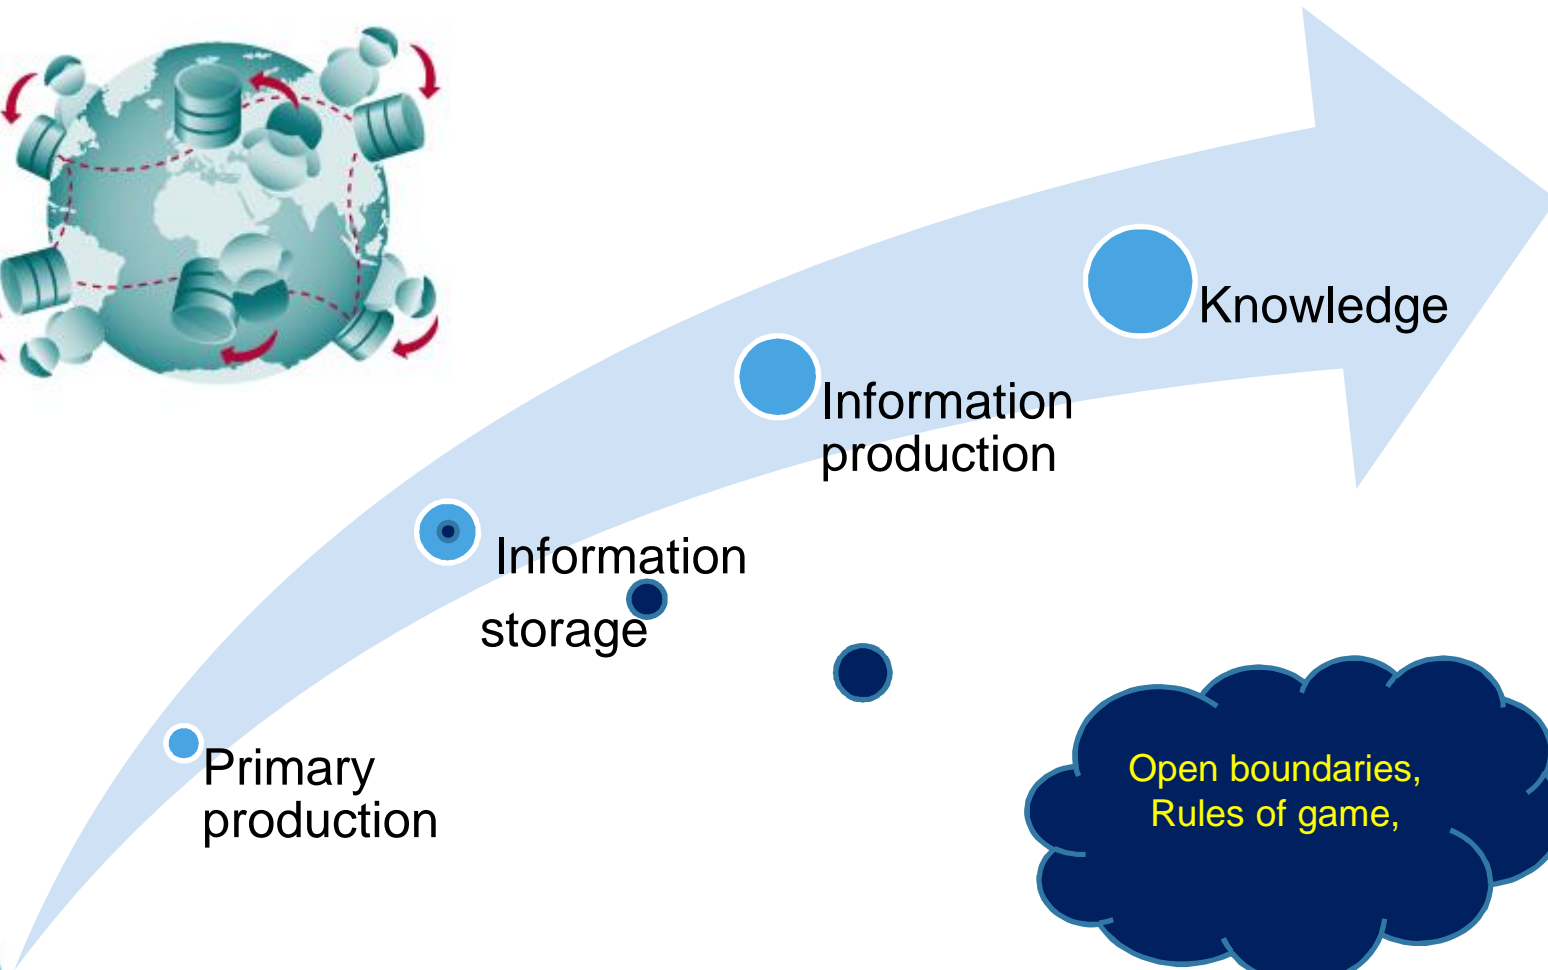 Knowledge
Information
production
Information
storage
Primary
production
Open boundaries,
Rules of game,